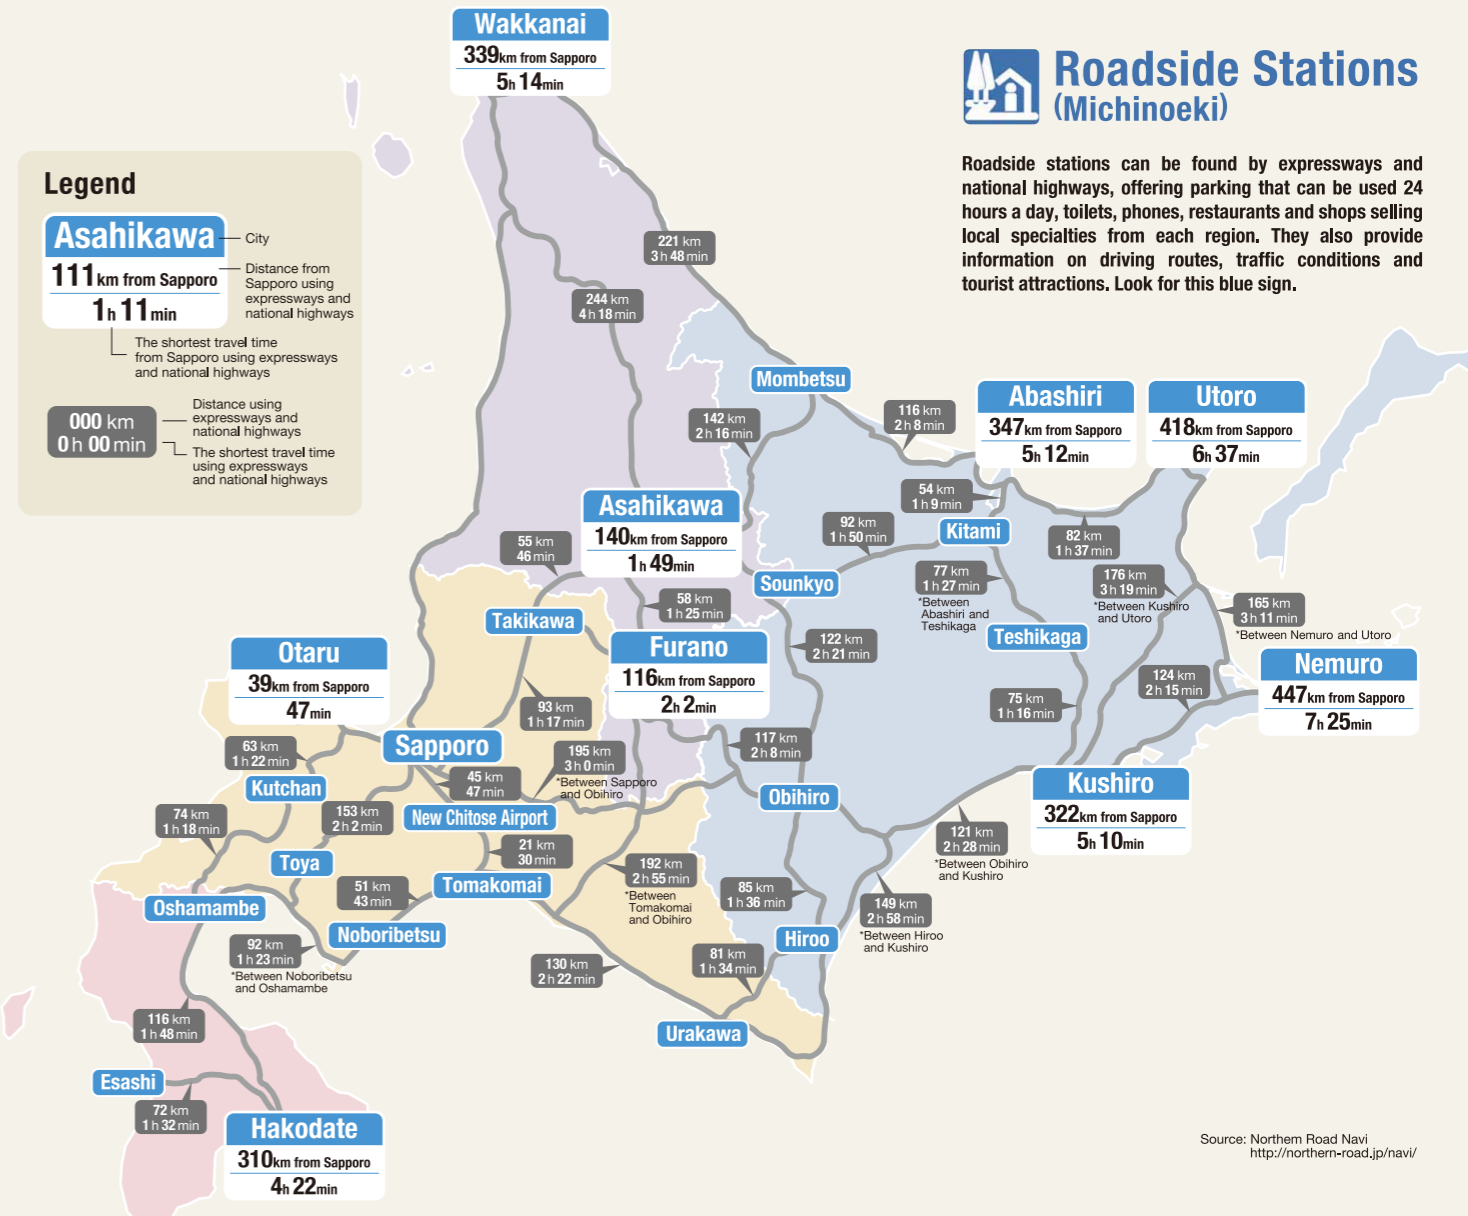 Wakkanai
339km from Sapporo
5h 14min
Roadside Stations
(Michinoeki)
Roadside stations can be found by expressways and
national highways, offering parking that can be used 24
hours a day, toilets, phones, restaurants and shops selling
local specialties from each region. They also provide
information on driving routes, traffic conditions and
tourist attractions. Look for this blue sign.
Legend
Asahikawa
111km from Sapporo
1h 11min
City
Distance from
Sapporo using
expressways and
national highways
The shortest travel time
from Sapporo using expressways
and national highways
000 km
0 h 00 min
Distance using
expressways and
national highways
The shortest travel time
using expressways
and national highways
221 km
3 h 48 min
244 km
4 h 18 min
Mombetsu
142 km
2 h 16 min
116 km
2 h 8 min
Abashiri
347km from Sapporo
5h 12min
Utoro
418km from Sapporo
6h 37min
Asahikawa
140km from Sapporo
1h 49min
54 km
1 h 9 min
92 km
1 h 50 min
Kitami
82 km
1 h 37 min
55 km
46 min
Sounkyo
77 km
1 h 27 min
*Between
Abashiri and
Teshikaga
176 km
3 h 19 min
*Between Kushiro
and Utoro
165 km
3 h 11 min
*Between Nemuro and Utoro
58 km
1 h 25 min
Takikawa
Teshikaga
122 km
2 h 21 min
Otaru
39km from Sapporo
47min
Furano
116km from Sapporo
2h 2min
Nemuro
447km from Sapporo
7h 25min
124 km
2 h 15 min
75 km
1 h 16 min
93 km
1 h 17 min
63 km
1 h 22 min
Sapporo
195 km
3 h 0 min
*Between Sapporo
and Obihiro
117 km
2 h 8 min
Kutchan
45 km
47 min
Obihiro
Kushiro
322km from Sapporo
5h 10min
74 km
1 h 18 min
153 km
2 h 2 min
New Chitose Airport
121 km
2 h 28 min
*Between Obihiro
and Kushiro
Toya
21 km
30 min
192 km
2 h 55 min
*Between
Tomakomai
and Obihiro
51 km
43 min
Tomakomai
85 km
1 h 36 min
149 km
2 h 58 min
*Between Hiroo
and Kushiro
Oshamambe
Noboribetsu
Hiroo
92 km
1 h 23 min
*Between Noboribetsu
and Oshamambe
130 km
2 h 22 min
81 km
1 h 34 min
116 km
1 h 48 min
Urakawa
Esashi
72 km
1 h 32 min
Hakodate
310km from Sapporo
4h 22min
Source: Northern Road Navi
http://northern-road.jp/navi/